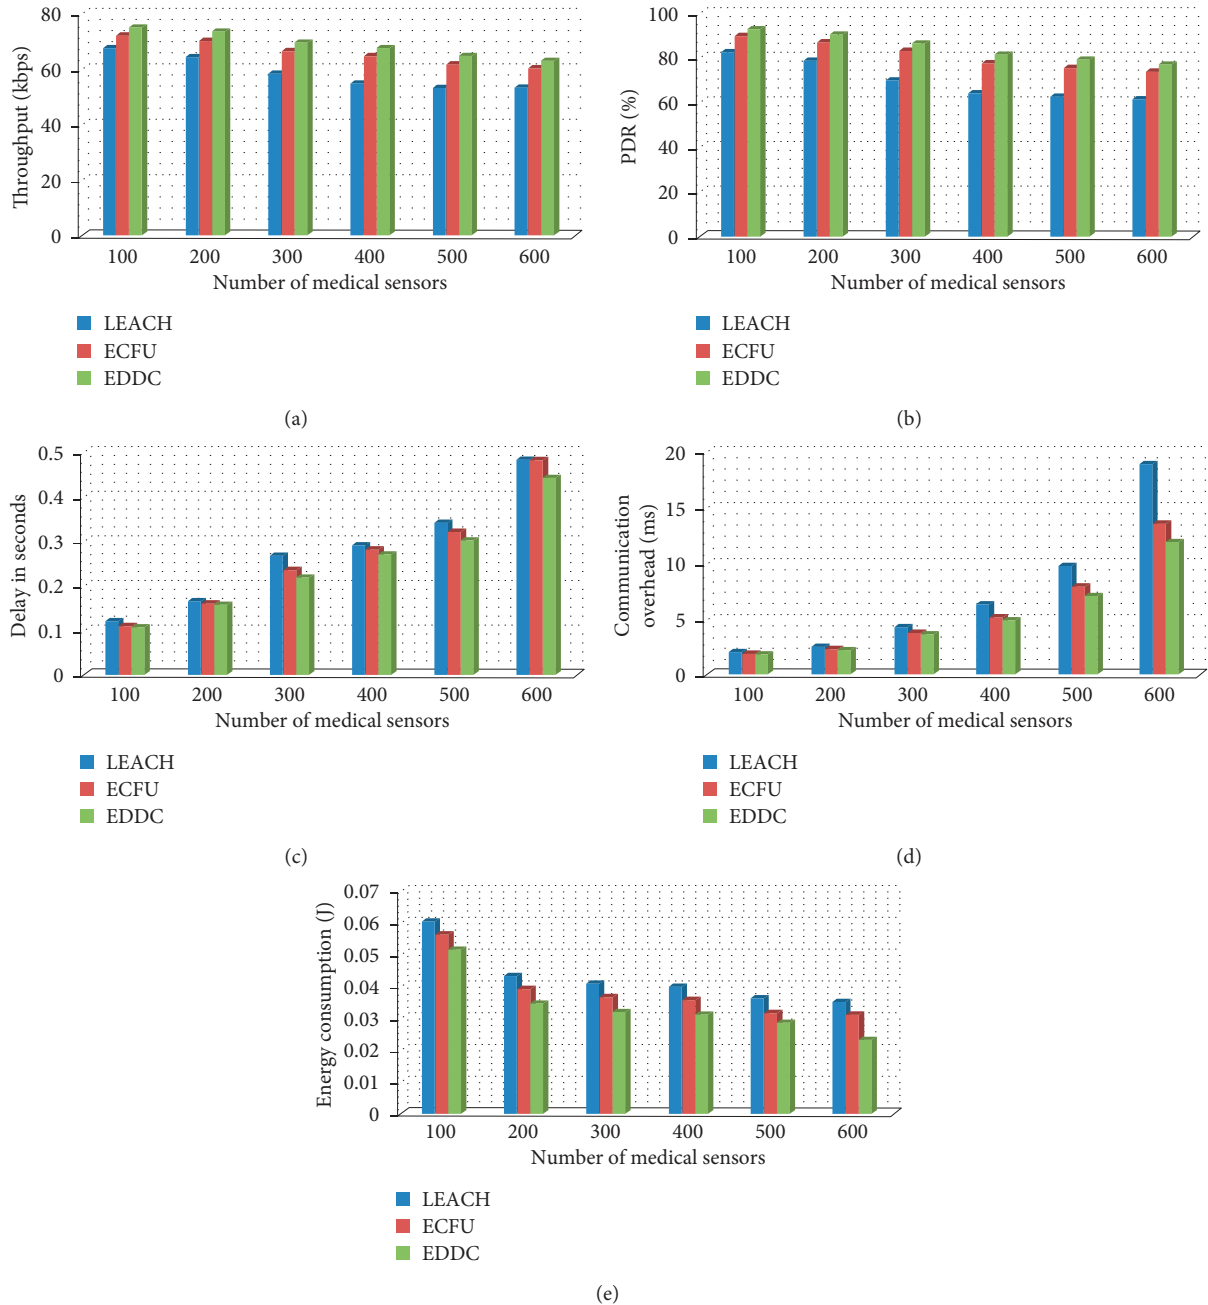 80
60
40
20
0
Throughput (kbps)
100 200 300 400 500 600
Number of medical sensors
LEACH
ECFU
EDDC
(a)
100
80
60
40
20
0
PDR (%)
100 200 300 400 500 600
Number of medical sensors
LEACH
ECFU
EDDC
(b)
0.5
0.4
0.3
0.2
0.1
0
Delay in seconds
100 200 300 400 500 600
Number of medical sensors
LEACH
ECFU
EDDC
(c)
20
15
10
5
0
Communication
overhead (ms)
100 200 300 400 500 600
Number of medical sensors
LEACH
ECFU
EDDC
(d)
0.07
0.06
0.05
0.04
0.03
0.02
0.01
0
Energy consumption (J)
100 200 300 400 500 600
Number of medical sensors
LEACH
ECFU
EDDC
(e)